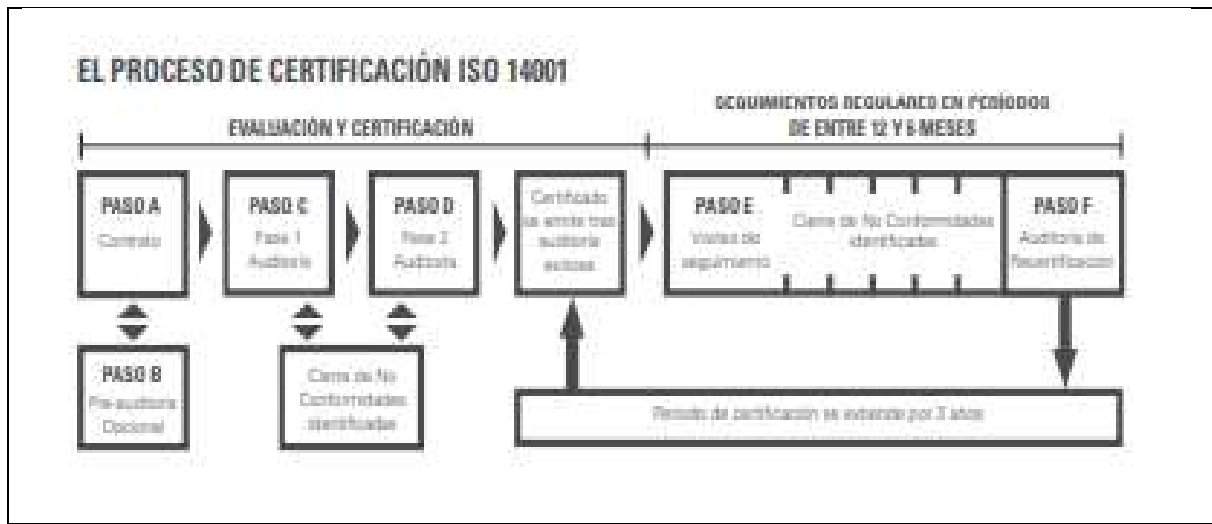 EL PROCESO DE CERTIFICACIÓN ISO 14001
EVALUACIÓN Y CERTIFICACIÓN
SEGUIMIENTOS REGULARES EN PERÍODOS
DE ENTRE 12 Y 6 MESES
PASO A
Contrato
PASO C
Fase 1
Auditoría
PASO D
Fase 2
Auditoría
Certificado
se emite tras
auditoría
exitosa
PASO E
Visitas de
seguimiento
Cierre de No Conformidades
identificadas
PASO F
Auditoría de
Recertificación
PASO B
Pre-auditoría
Opcional
Cierre de No
Conformidades
identificadas
Periodo de certificación se extiende por 3 años